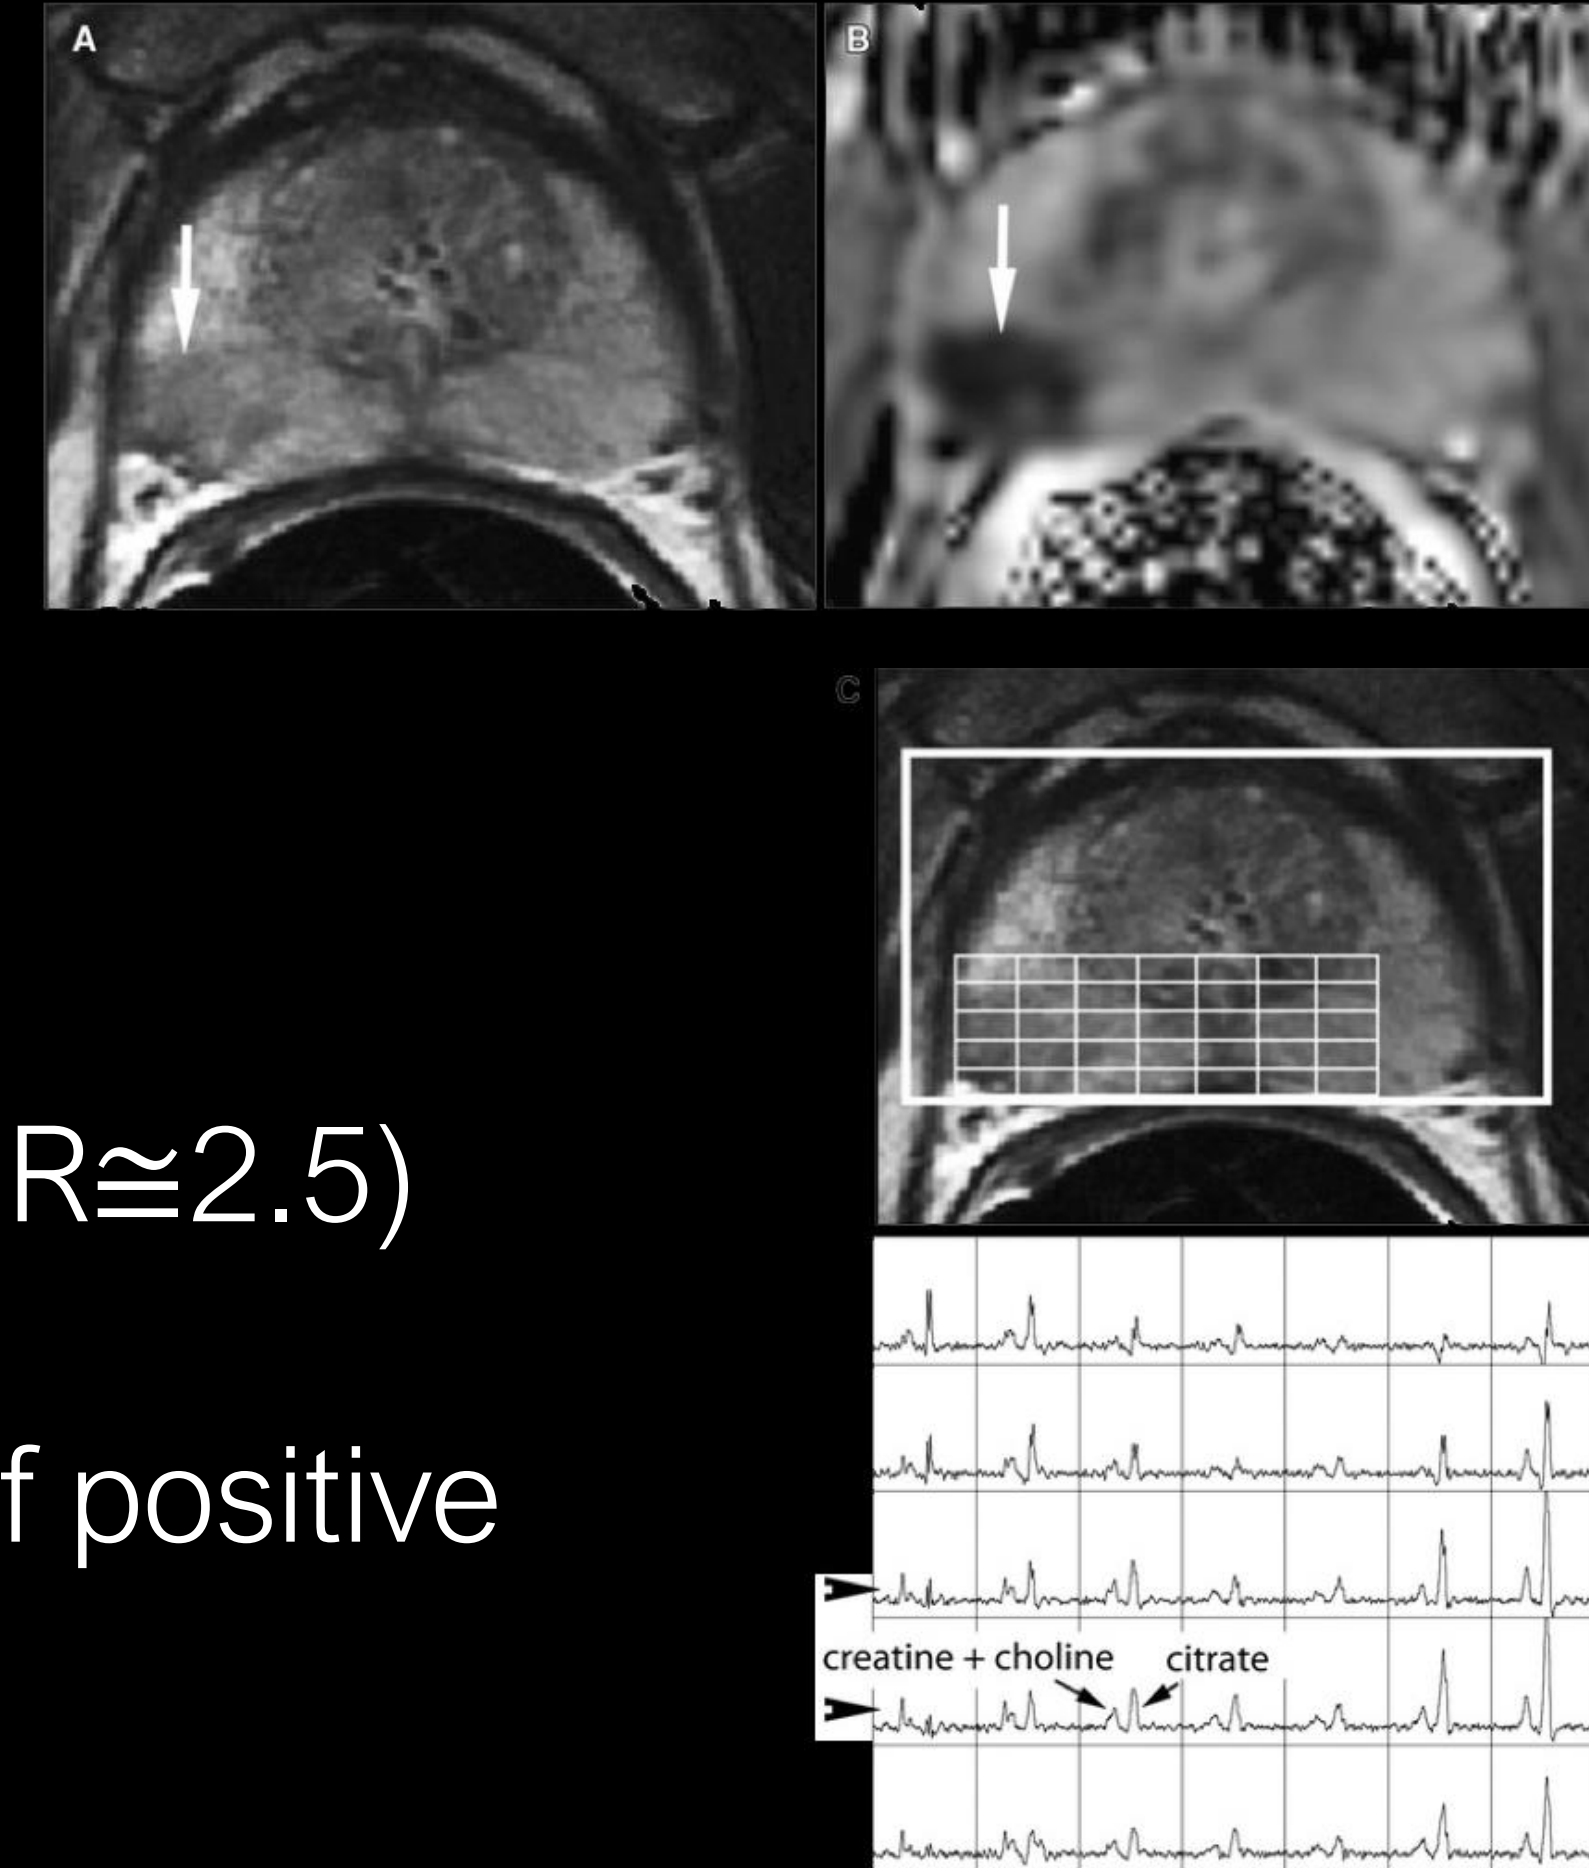 A
B
C
R≅2.5)
f positive
creatine + choline
citrate